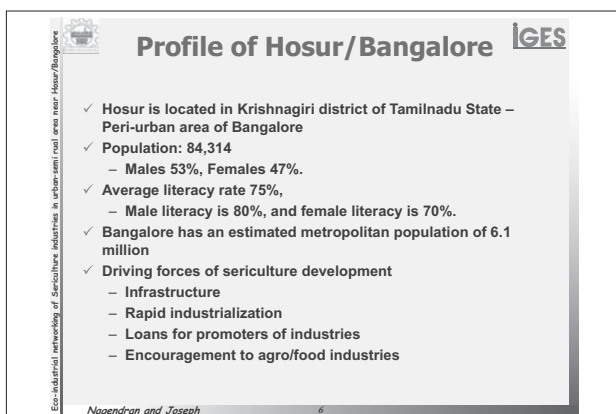 Eco-industrial networking of Sericulture industries in urban-semi rual area near Hosur/Bangalore
Profile of Hosur/Bangalore
IGES
✓ Hosur is located in Krishnagiri district of Tamilnadu State –
Peri-urban area of Bangalore
✓ Population: 84,314
– Males 53%, Females 47%.
✓ Average literacy rate 75%,
– Male literacy is 80%, and female literacy is 70%.
✓ Bangalore has an estimated metropolitan population of 6.1
million
✓ Driving forces of sericulture development
– Infrastructure
– Rapid industrialization
– Loans for promoters of industries
– Encouragement to agro/food industries
Nagendran and Joseph
6